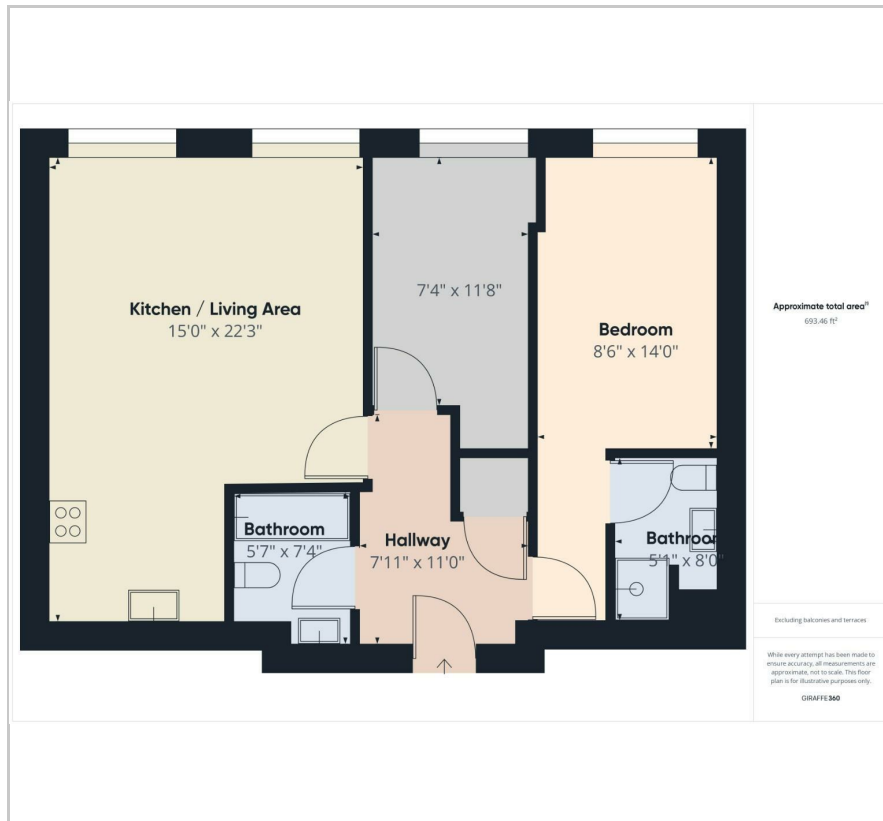 Kitchen / Living Area
15'0" x 22'3"
7'4" x 11'8"
Bedroom
8'6" x 14'0"
Bathroom
5'7" x 7'4"
Hallway
7'11" x 11'0"
Bathroom
5'1" x 8'0"
Approximate total area⁽¹⁾
693.46 ft²
Excluding balconies and terraces
While every attempt has been made to
ensure accuracy, all measurements are
approximate, not to scale. This floor
plan is for illustrative purposes only.
GIRAFFE360